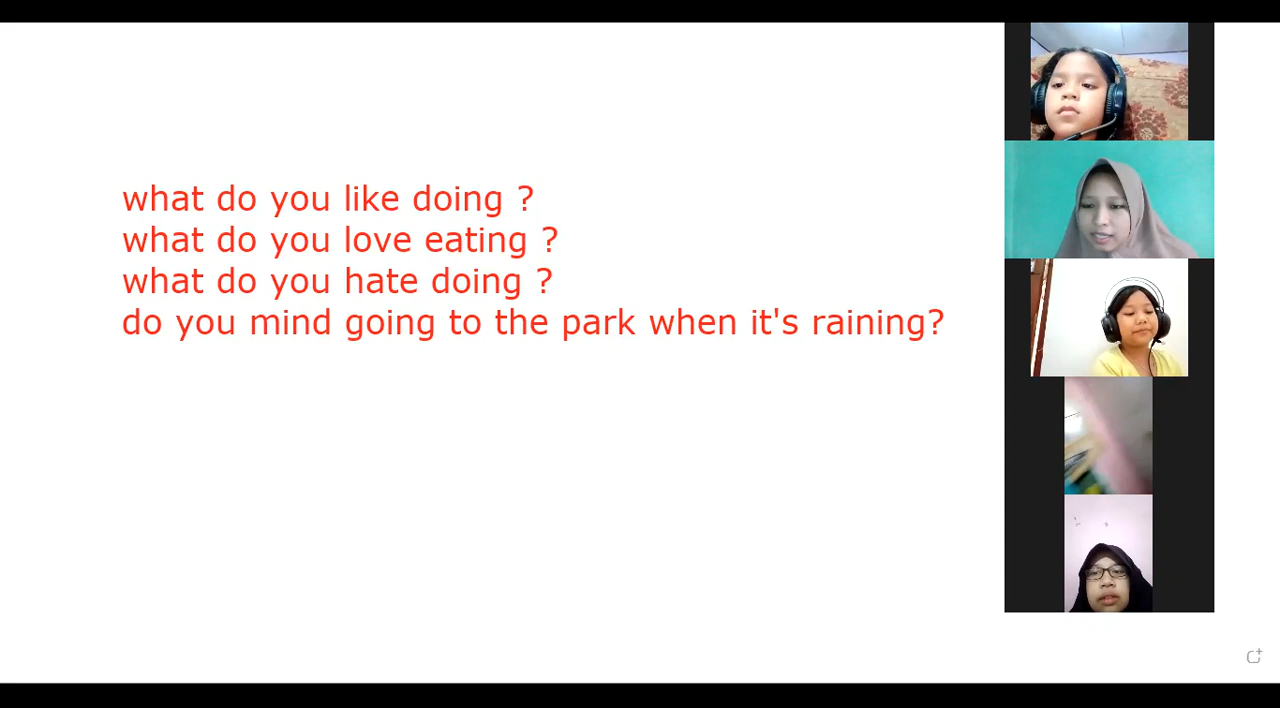 what do you like doing ?
what do you love eating ?
what do you hate doing ?
do you mind going to the park when it's raining?